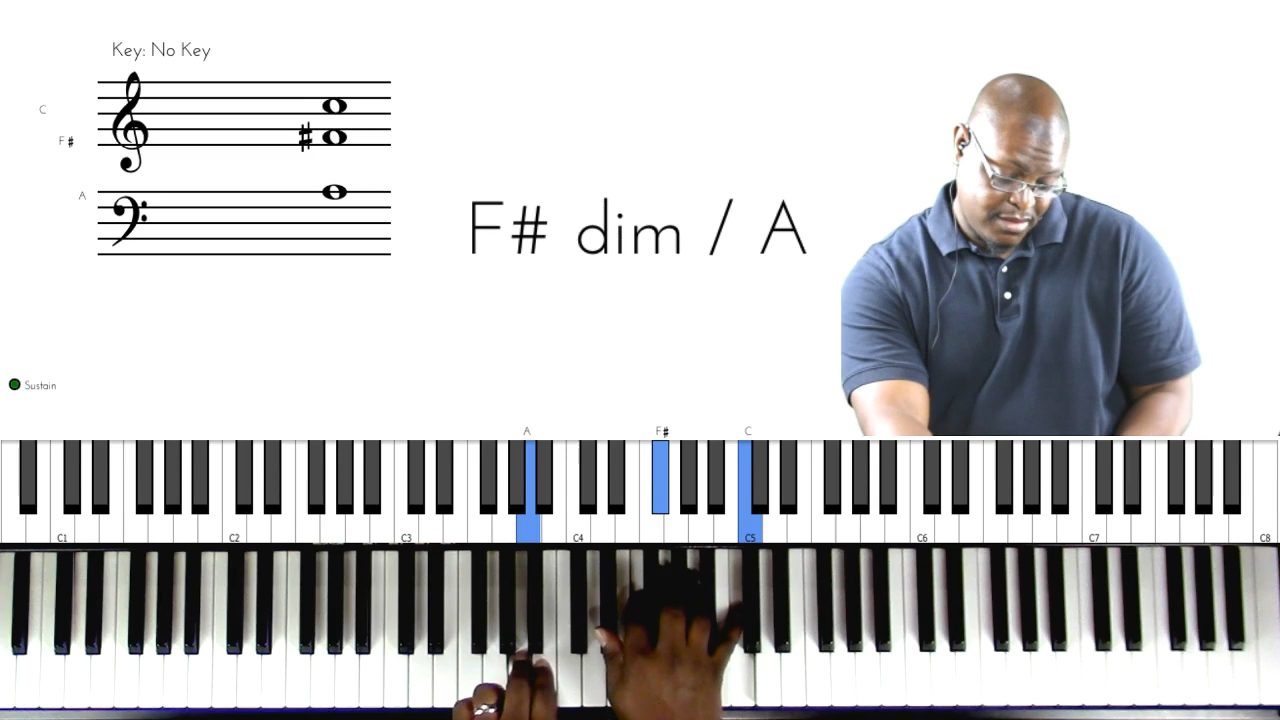 Key: No Key
C
F#
A
F# dim / A
Sustain
A F# C
C1 C2 C3 C4 C5 C6 C7 C8